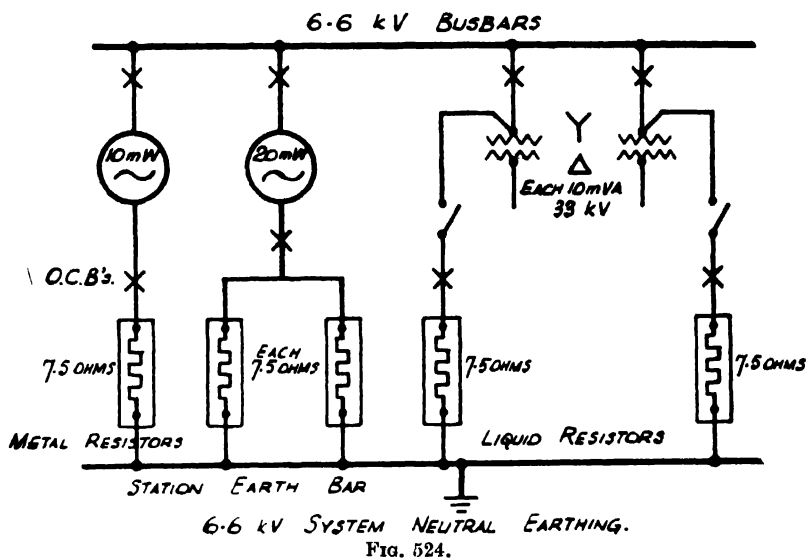 6·6 kV BUSBARS
10mW
20mW
EACH 10mVA
33 kV
O.C.B's.
7.5 OHMS
EACH
7.5 OHMS
7.5 OHMS
7.5 OHMS
METAL RESISTORS
LIQUID RESISTORS
STATION EARTH BAR
6·6 kV SYSTEM NEUTRAL EARTHING.
FIG. 524.